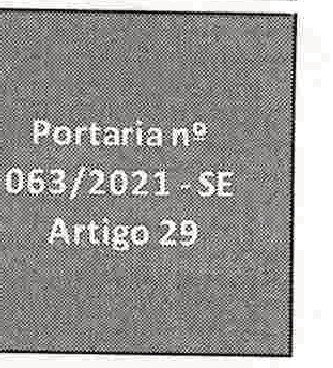 Portaria nº
063/2021 - SE
Artigo 29